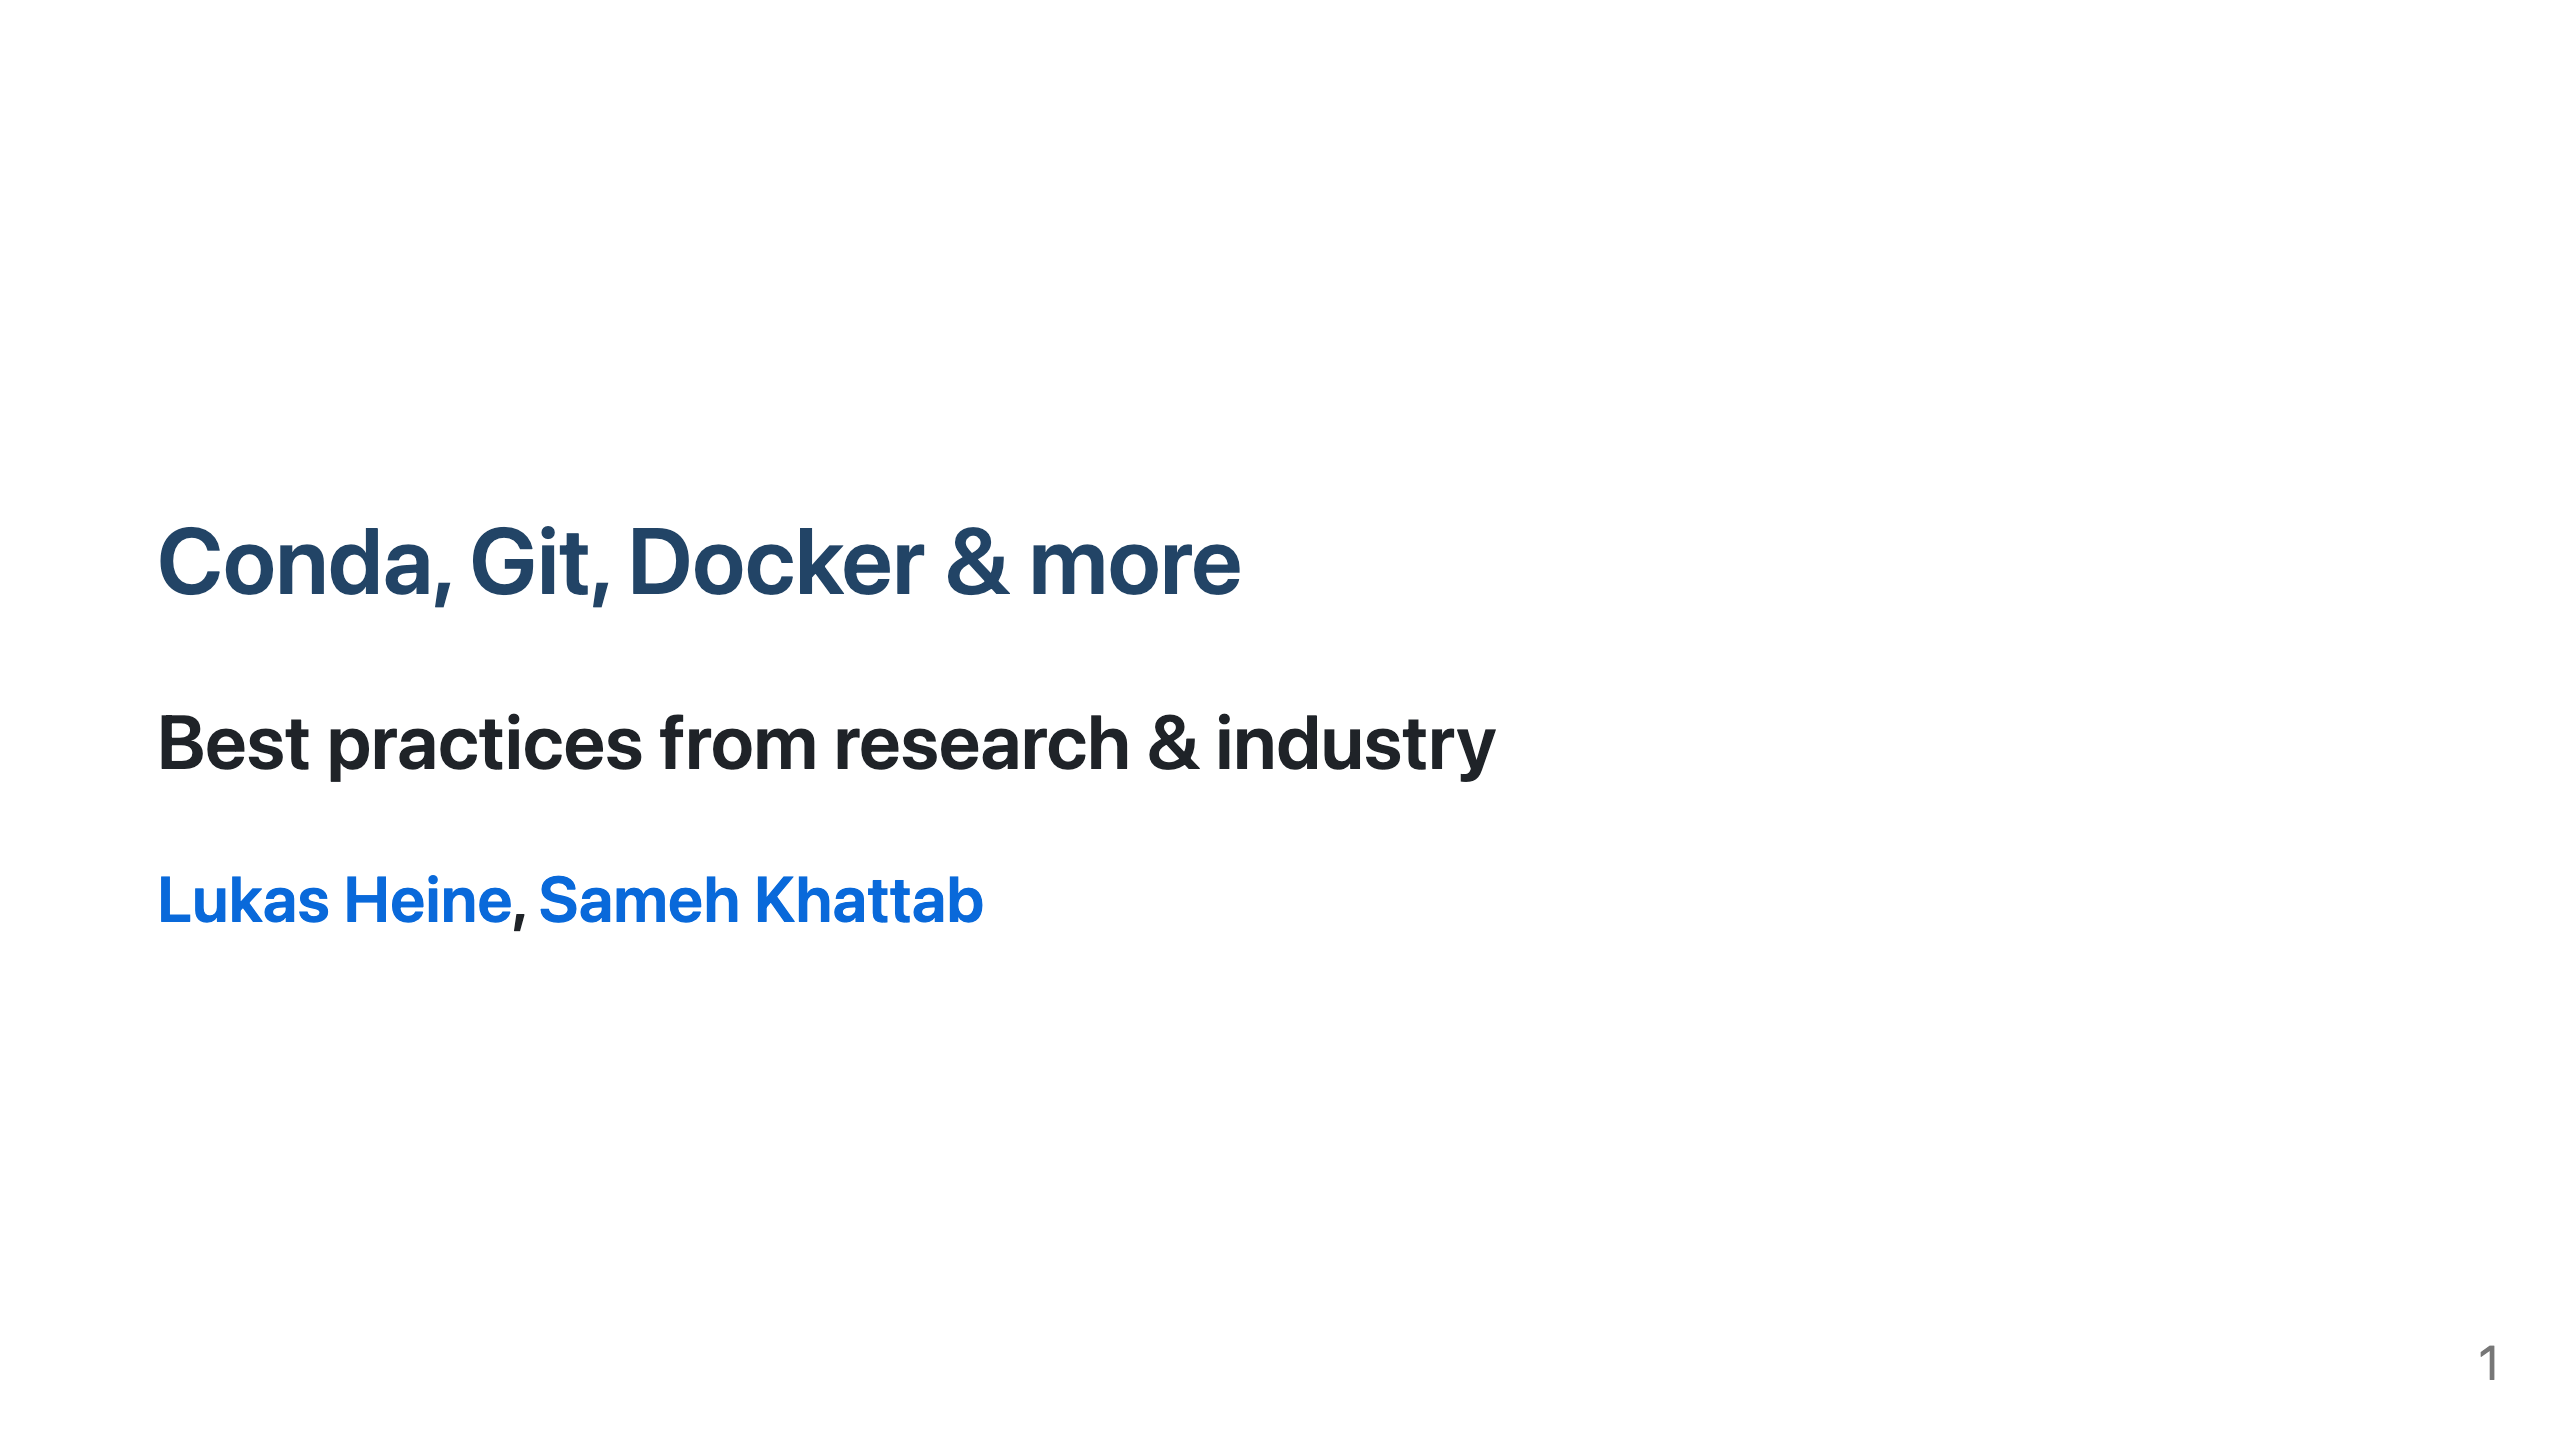 Conda, Git, Docker & more
Best practices from research & industry
Lukas Heine, Sameh Khattab
1